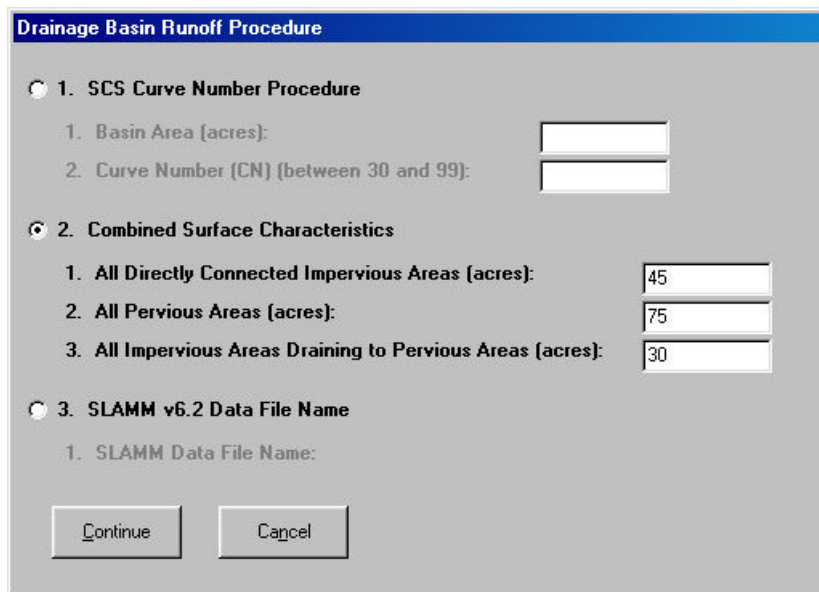 Drainage Basin Runoff Procedure
1. SCS Curve Number Procedure
1. Basin Area (acres):
2. Curve Number (CN) (between 30 and 99):
2. Combined Surface Characteristics
1. All Directly Connected Impervious Areas (acres): 45
2. All Pervious Areas (acres): 75
3. All Impervious Areas Draining to Pervious Areas (acres): 30
3. SLAMM v6.2 Data File Name
1. SLAMM Data File Name:
Continue Cancel